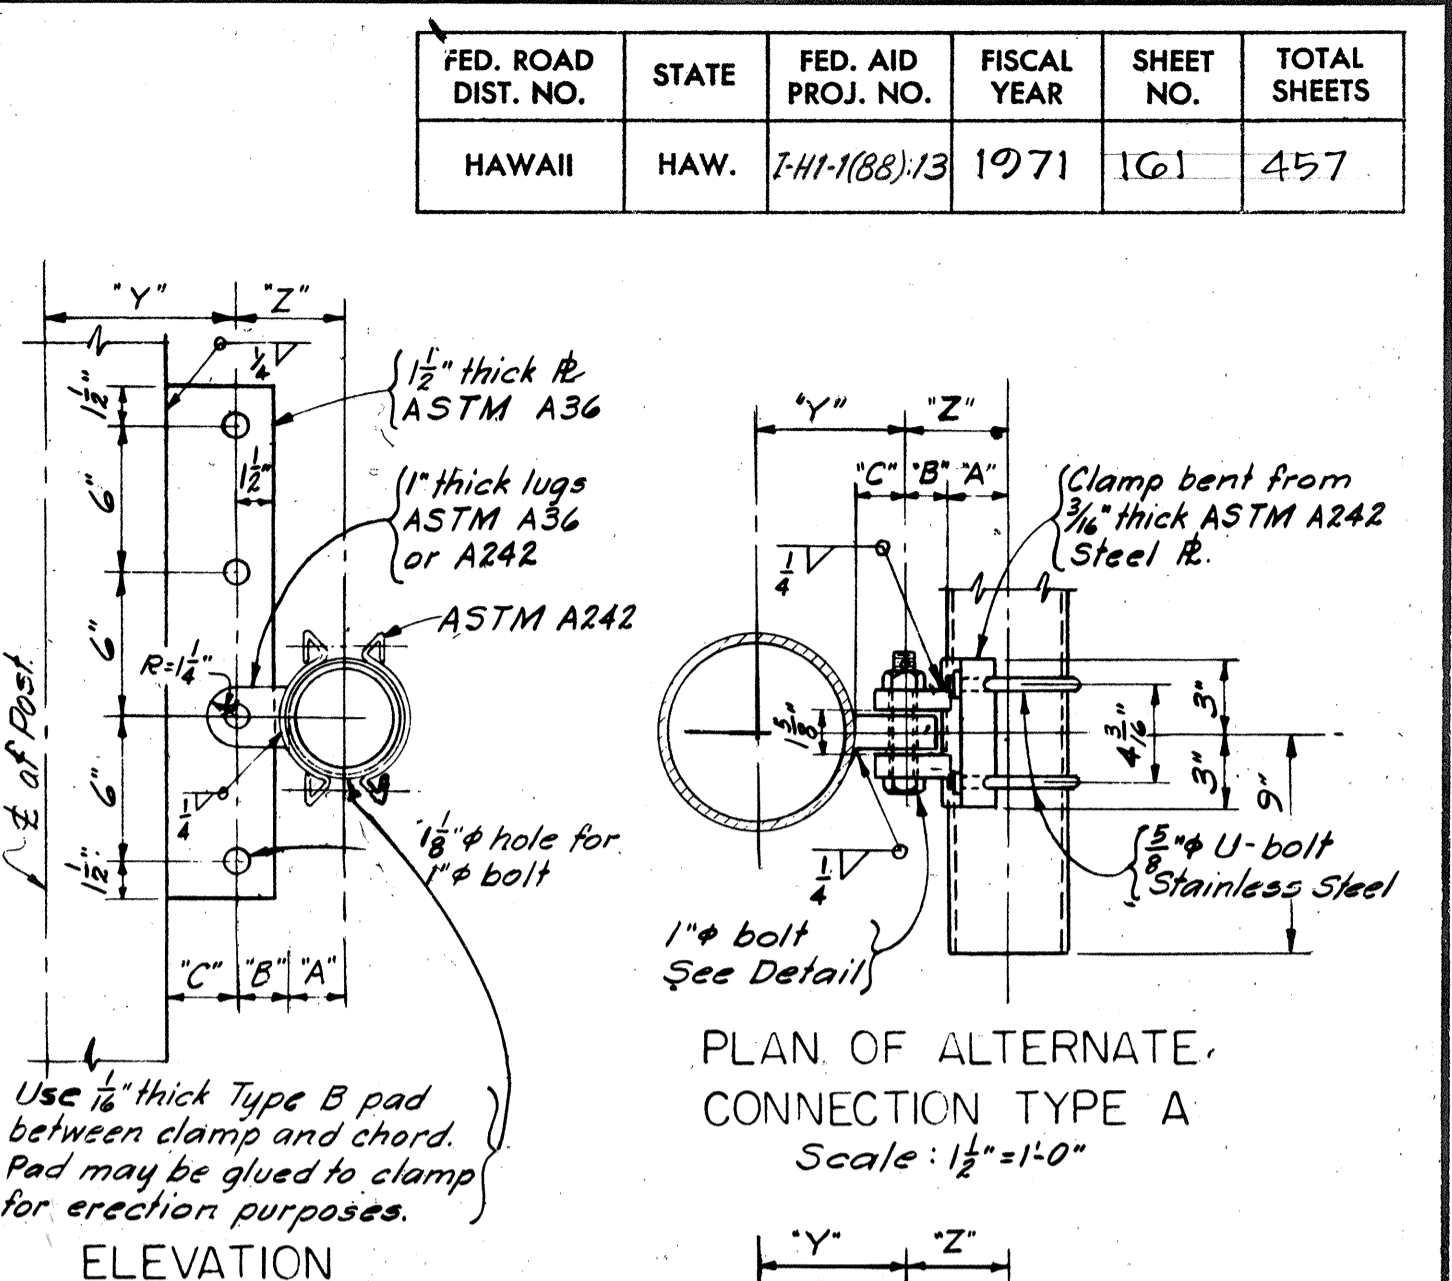 FED. ROAD DIST. NO. STATE FED. AID PROJ. NO. FISCAL YEAR SHEET NO. TOTAL SHEETS
HAWAII HAW. I-H1-1(88):13 1971 161 457
"Y" "Z"
1/4
1 1/2" thick ℙL
ASTM A36
1 1/2"
6"
1 1/2"
1" thick lugs
ASTM A36
or A242
ASTM A242
6"
R=1 1/4"
℄ of Post
6"
1/4
1 1/2"
1 1/8"φ hole for
1"φ bolt
"C" "B" "A"
Use 1/16" thick Type B pad
between clamp and chord.
Pad may be glued to clamp
for erection purposes.
ELEVATION
"Y" "Z"
"C" "B" "A"
Clamp bent from
3/16" thick ASTM A242
Steel ℙL.
1/4
1 5/8"
4 3/16"
3"
3"
9"
1/4
5/8"φ U-bolt
Stainless Steel
1"φ bolt
See Detail
PLAN OF ALTERNATE
CONNECTION TYPE A
Scale: 1 1/2"=1'-0"
"Y" "Z"